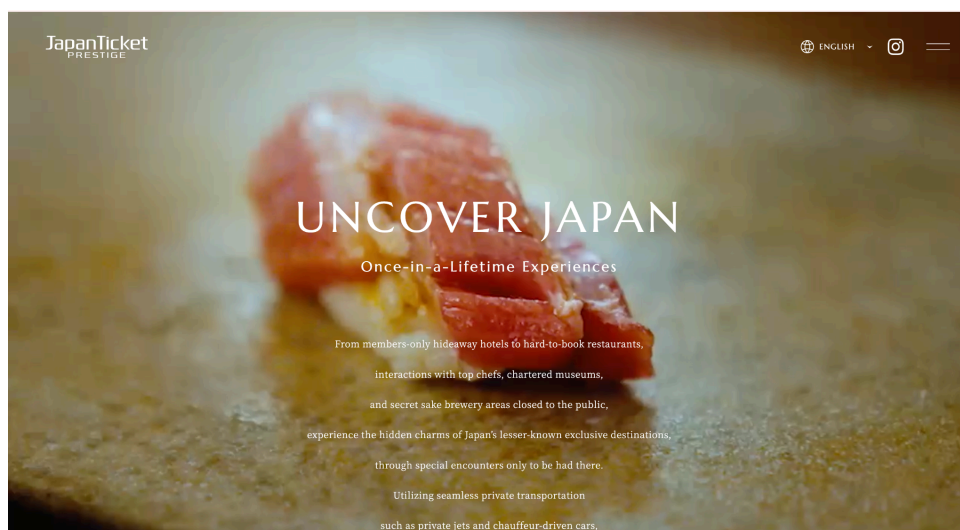 JapanTicket
PRESTIGE
ENGLISH
UNCOVER JAPAN
Once-in-a-Lifetime Experiences
From members-only hideaway hotels to hard-to-book restaurants,
interactions with top chefs, chartered museums,
and secret sake brewery areas closed to the public,
experience the hidden charms of Japan's lesser-known exclusive destinations,
through special encounters only to be had there.
Utilizing seamless private transportation
such as private jets and chauffeur-driven cars,